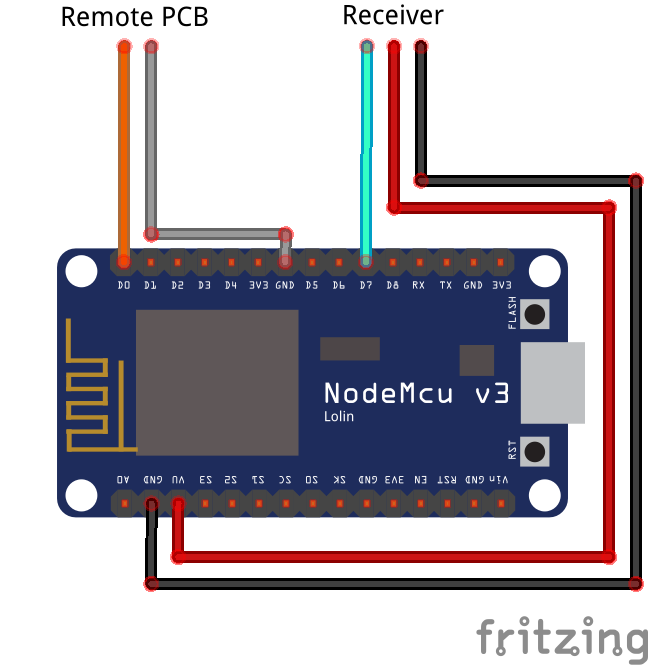 Remote PCB
Receiver
D0 D1 D2 D3 D4 3V3 GND D5 D6 D7 D8 RX TX GND 3V3
FLASH
NodeMcu v3
Lolin
RST
A0 GND VU S3 S2 S1 SC S0 SK GND 3V3 EN RST GND Vin
fritzing